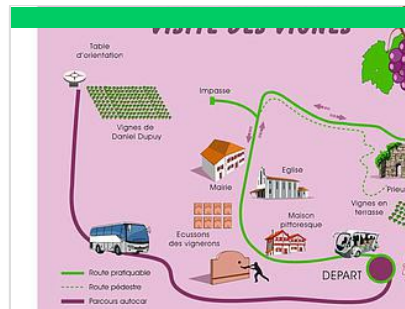 VISITE DES VIGNES
Table
d'orientation
Impasse
Vignes de
Daniel Dupuy
Mairie
Eglise
Vignes en
terrasse
Maison
pittoresque
Ecussons
des vignerons
DEPART
Route pratiquable
Route pédestre
Parcours autocar